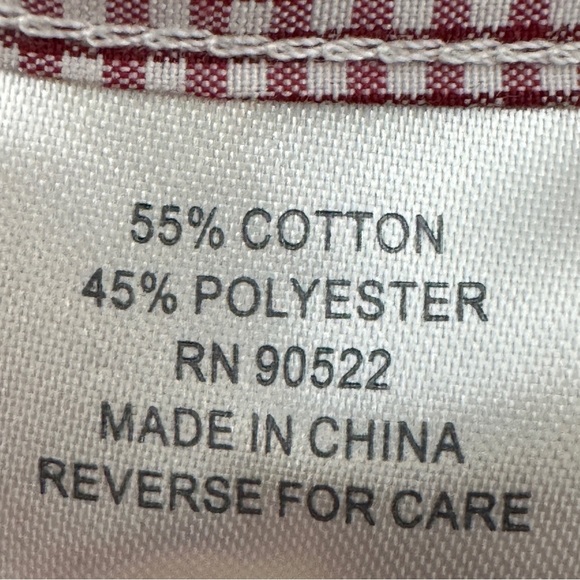 55% COTTON
45% POLYESTER
RN 90522
MADE IN CHINA
REVERSE FOR CARE